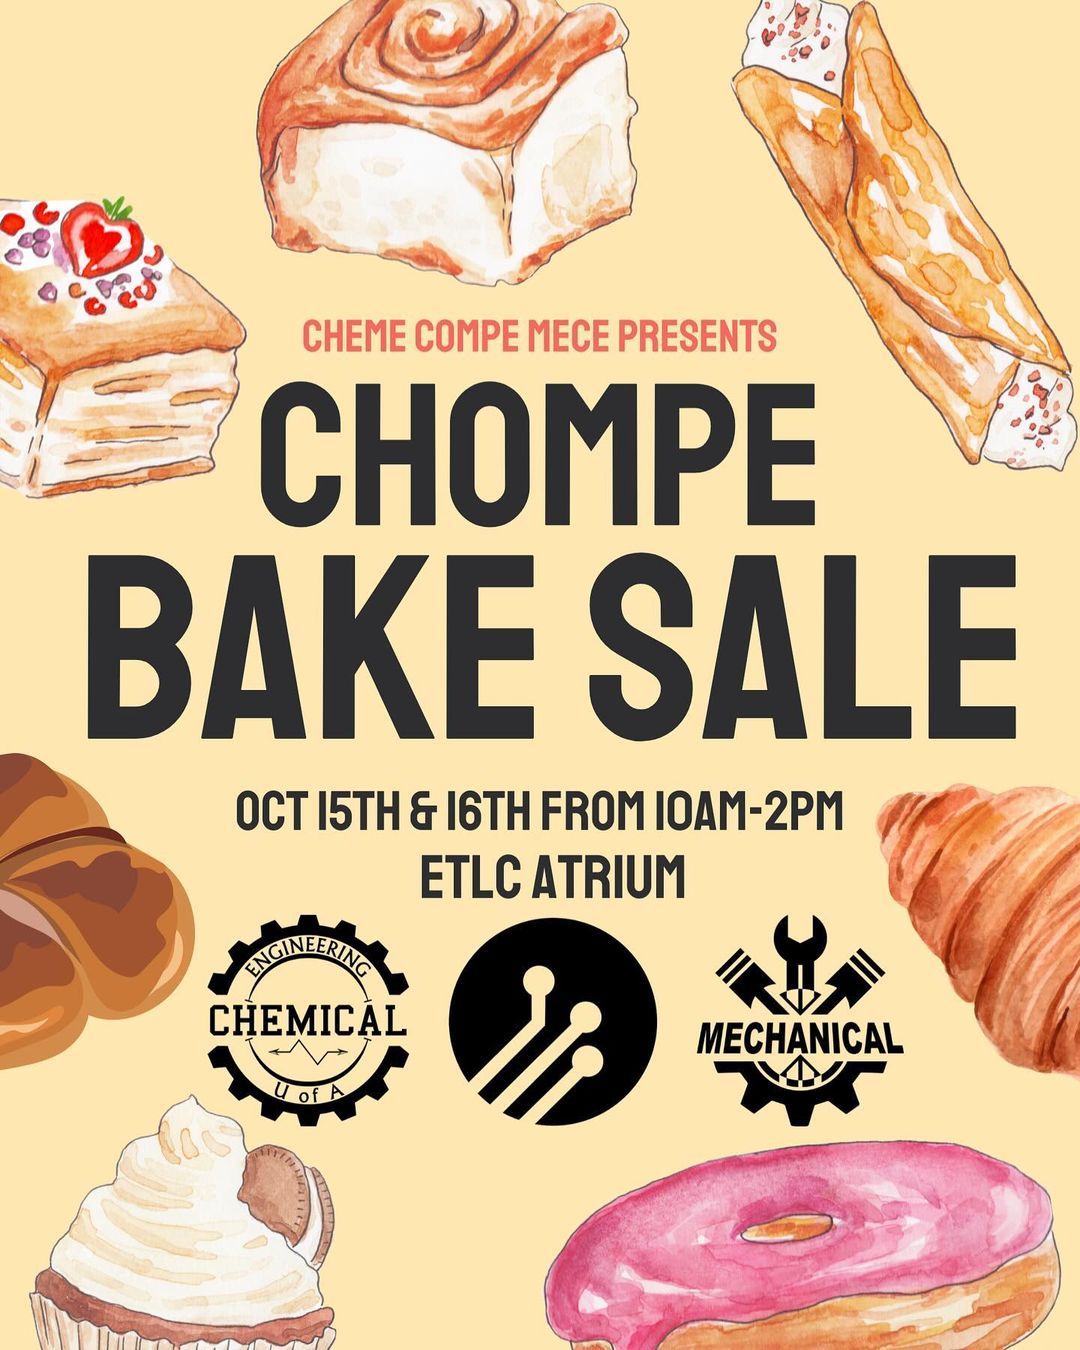 CHEME COMPE MECE PRESENTS
CHOMPE
BAKE SALE
OCT 15TH & 16TH FROM 10AM-2PM
ETLC ATRIUM
ENGINEERING
CHEMICAL
U of A
MECHANICAL